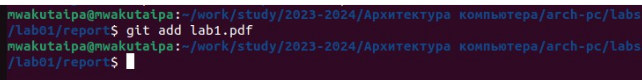 mwakutaipa@mwakutaipa:~/work/study/2023-2024/Архитектура компьютера/arch-pc/labs
/lab01/report$ git add lab1.pdf
mwakutaipa@mwakutaipa:~/work/study/2023-2024/Архитектура компьютера/arch-pc/labs
/lab01/report$